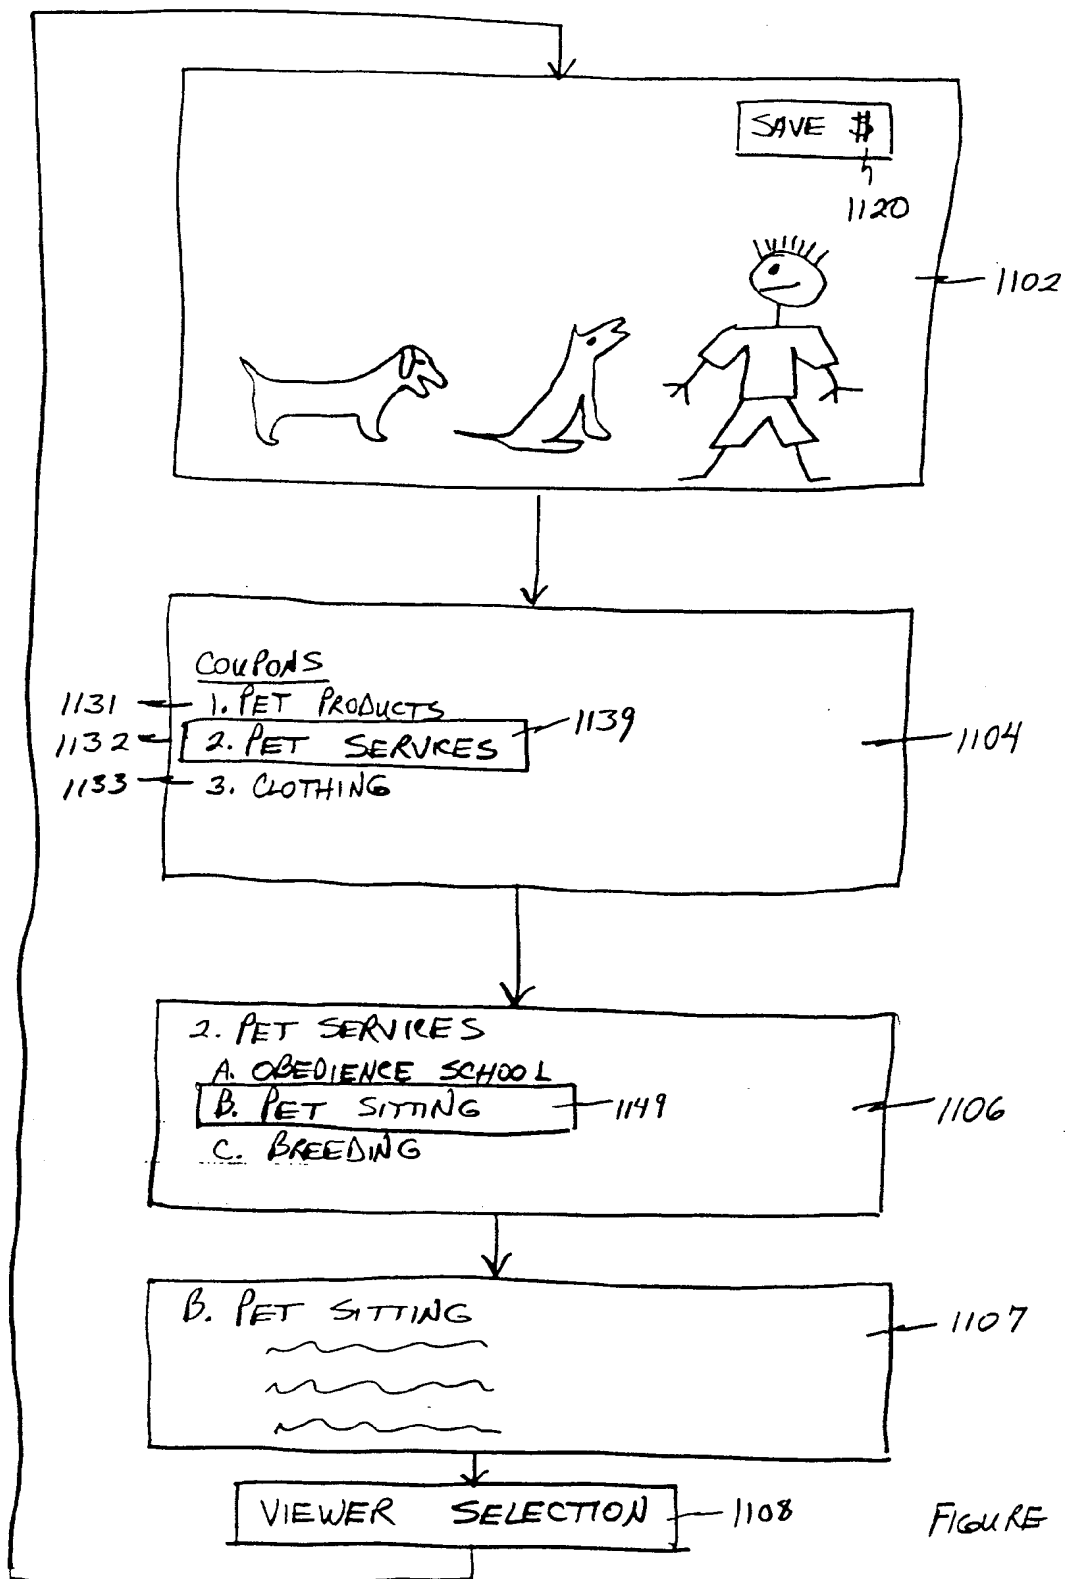 SAVE $
1120
1102
COUPONS
1131 1. PET PRODUCTS
1132 2. PET SERVICES 1139
1104
1133 3. CLOTHING
2. PET SERVICES
A. OBEDIENCE SCHOOL
B. PET SITTING 1149
1106
C. BREEDING
B. PET SITTING
1107
VIEWER SELECTION 1108
FIGURE